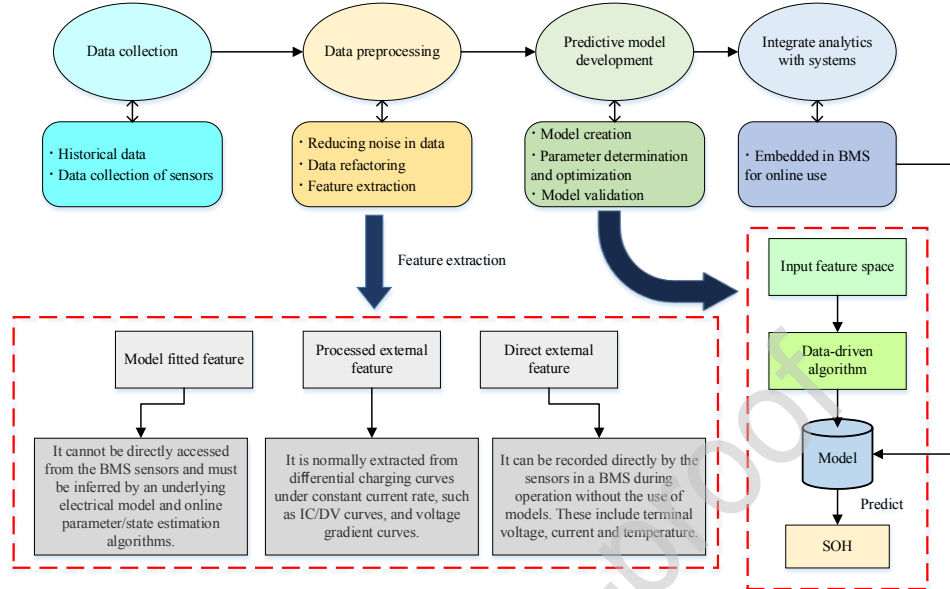 Data collection
Data preprocessing
Predictive model
development
Integrate analytics
with systems
· Historical data
· Data collection of sensors
· Reducing noise in data
· Data refactoring
· Feature extraction
· Model creation
· Parameter determination
and optimization
· Model validation
· Embedded in BMS
for online use
Feature extraction
Model fitted feature
Processed external
feature
Direct external
feature
It cannot be directly accessed
from the BMS sensors and must
be inferred by an underlying
electrical model and online
parameter/state estimation
algorithms.
It is normally extracted from
differential charging curves
under constant current rate, such
as IC/DV curves, and voltage
gradient curves.
It can be recorded directly by the
sensors in a BMS during
operation without the use of
models. These include terminal
voltage, current and temperature.
Input feature space
Data-driven
algorithm
Model
Predict
SOH
proof